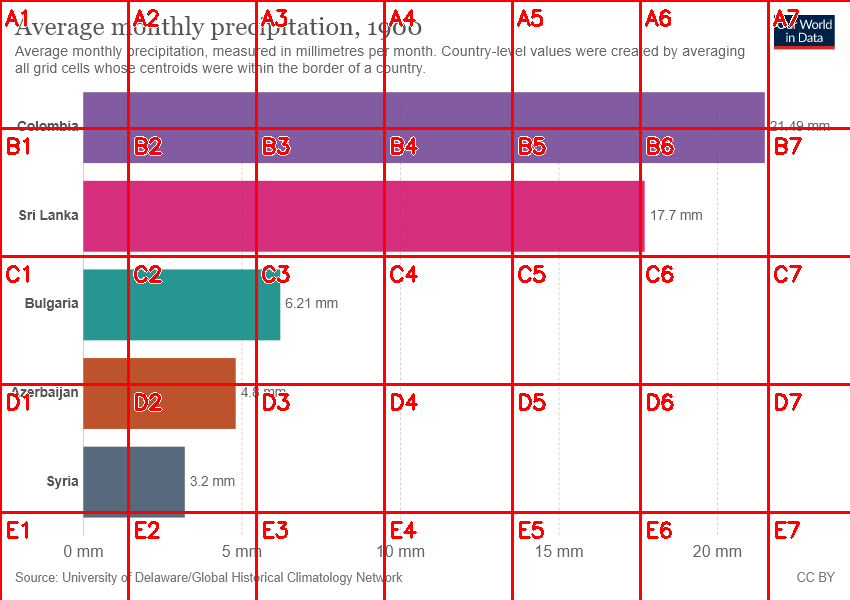 Average monthly precipitation, 1900
Our World
in Data
Average monthly precipitation, measured in millimetres per month. Country-level values were created by averaging
all grid cells whose centroids were within the border of a country.
Colombia 21.49 mm
Sri Lanka 17.7 mm
Bulgaria 6.21 mm
Azerbaijan 4.8 mm
Syria 3.2 mm
0 mm 5 mm 10 mm 15 mm 20 mm
Source: University of Delaware/Global Historical Climatology Network CC BY
A1 A2 A3 A4 A5 A6 A7
B1 B2 B3 B4 B5 B6 B7
C1 C2 C3 C4 C5 C6 C7
D1 D2 D3 D4 D5 D6 D7
E1 E2 E3 E4 E5 E6 E7